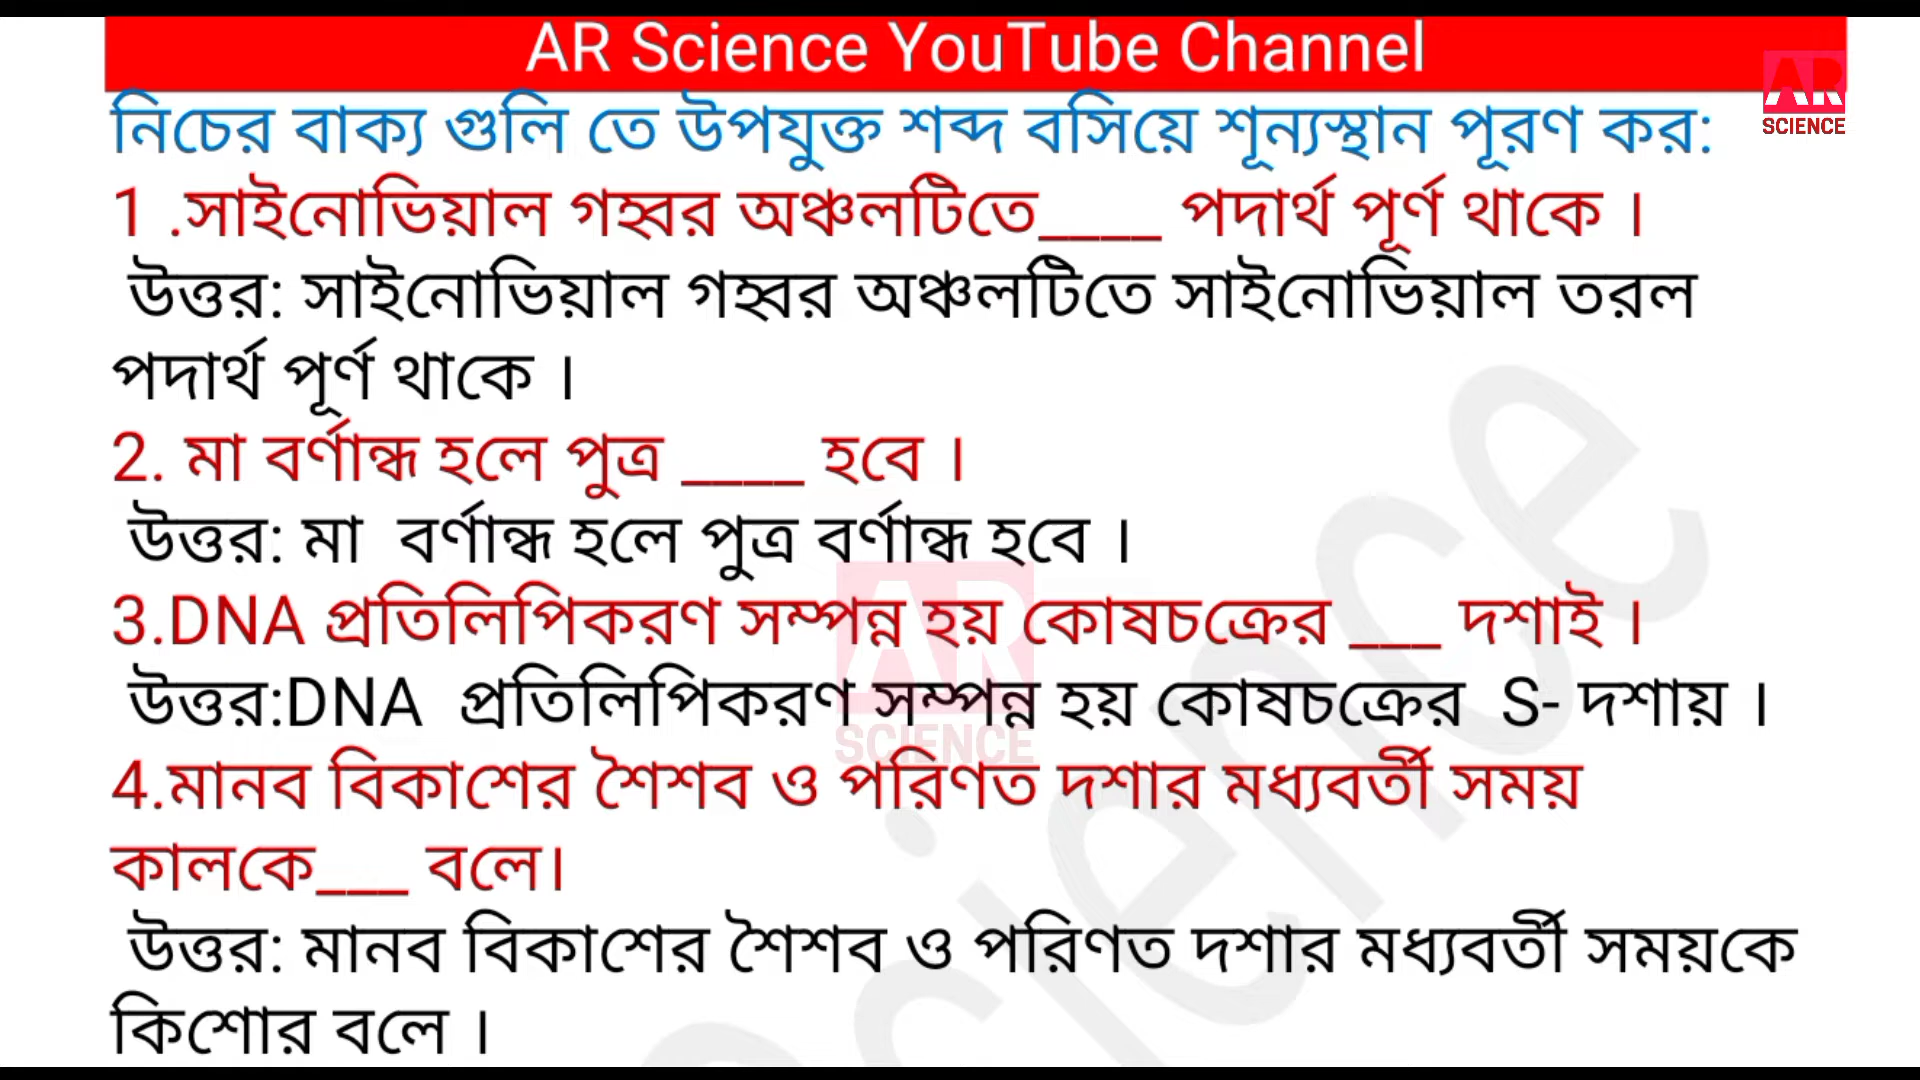 AR Science YouTube Channel
AR
SCIENCE
নিচের বাক্য গুলি তে উপযুক্ত শব্দ বসিয়ে শূন্যস্থান পূরণ কর:
1 .সাইনোভিয়াল গহ্বর অঞ্চলটিতে____ পদার্থ পূর্ণ থাকে ।
উত্তর: সাইনোভিয়াল গহ্বর অঞ্চলটিতে সাইনোভিয়াল তরল
পদার্থ পূর্ণ থাকে ।
2. মা বর্ণান্ধ হলে পুত্র ____ হবে ।
উত্তর: মা বর্ণান্ধ হলে পুত্র বর্ণান্ধ হবে ।
3.DNA প্রতিলিপিকরণ সম্পন্ন হয় কোষচক্রের ___ দশাই ।
উত্তর:DNA প্রতিলিপিকরণ সম্পন্ন হয় কোষচক্রের S- দশায় ।
AR
SCIENCE
4.মানব বিকাশের শৈশব ও পরিণত দশার মধ্যবর্তী সময়
কালকে___ বলে।
উত্তর: মানব বিকাশের শৈশব ও পরিণত দশার মধ্যবর্তী সময়কে
কিশোর বলে ।